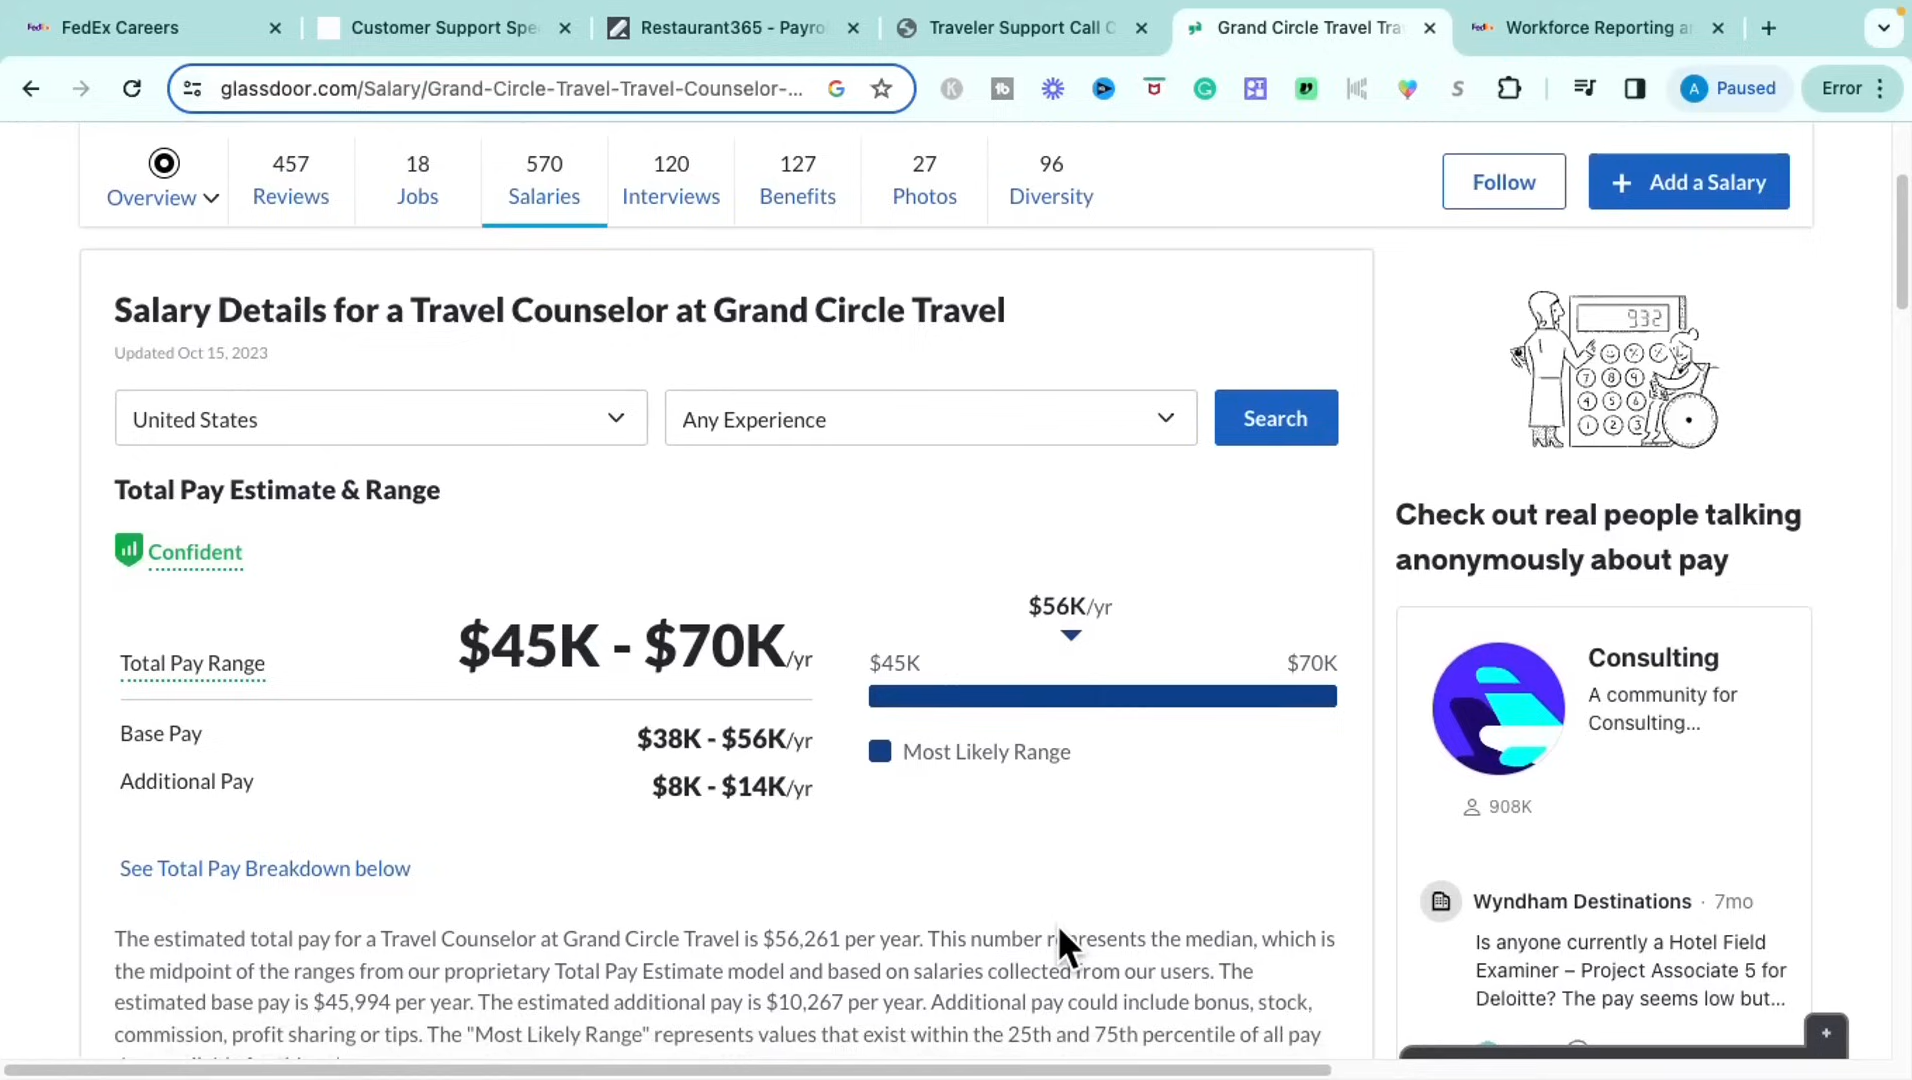 FedEx Careers
Customer Support Spe
Restaurant365 - Payro
Traveler Support Call C
Grand Circle Travel Tra
Workforce Reporting a
glassdoor.com/Salary/Grand-Circle-Travel-Travel-Counselor-...
A Paused
Error
Overview
457 Reviews
18 Jobs
570 Salaries
120 Interviews
127 Benefits
27 Photos
96 Diversity
Follow
+ Add a Salary
Salary Details for a Travel Counselor at Grand Circle Travel
Updated Oct 15, 2023
United States
Any Experience
Search
Total Pay Estimate & Range
Confident
Total Pay Range
$45K - $70K/yr
Base Pay
$38K - $56K/yr
Additional Pay
$8K - $14K/yr
$56K/yr
$45K
$70K
Most Likely Range
See Total Pay Breakdown below
The estimated total pay for a Travel Counselor at Grand Circle Travel is $56,261 per year. This number represents the median, which is
the midpoint of the ranges from our proprietary Total Pay Estimate model and based on salaries collected from our users. The
estimated base pay is $45,994 per year. The estimated additional pay is $10,267 per year. Additional pay could include bonus, stock,
commission, profit sharing or tips. The "Most Likely Range" represents values that exist within the 25th and 75th percentile of all pay
932
Check out real people talking
anonymously about pay
Consulting
A community for
Consulting...
908K
Wyndham Destinations · 7mo
Is anyone currently a Hotel Field
Examiner – Project Associate 5 for
Deloitte? The pay seems low but...